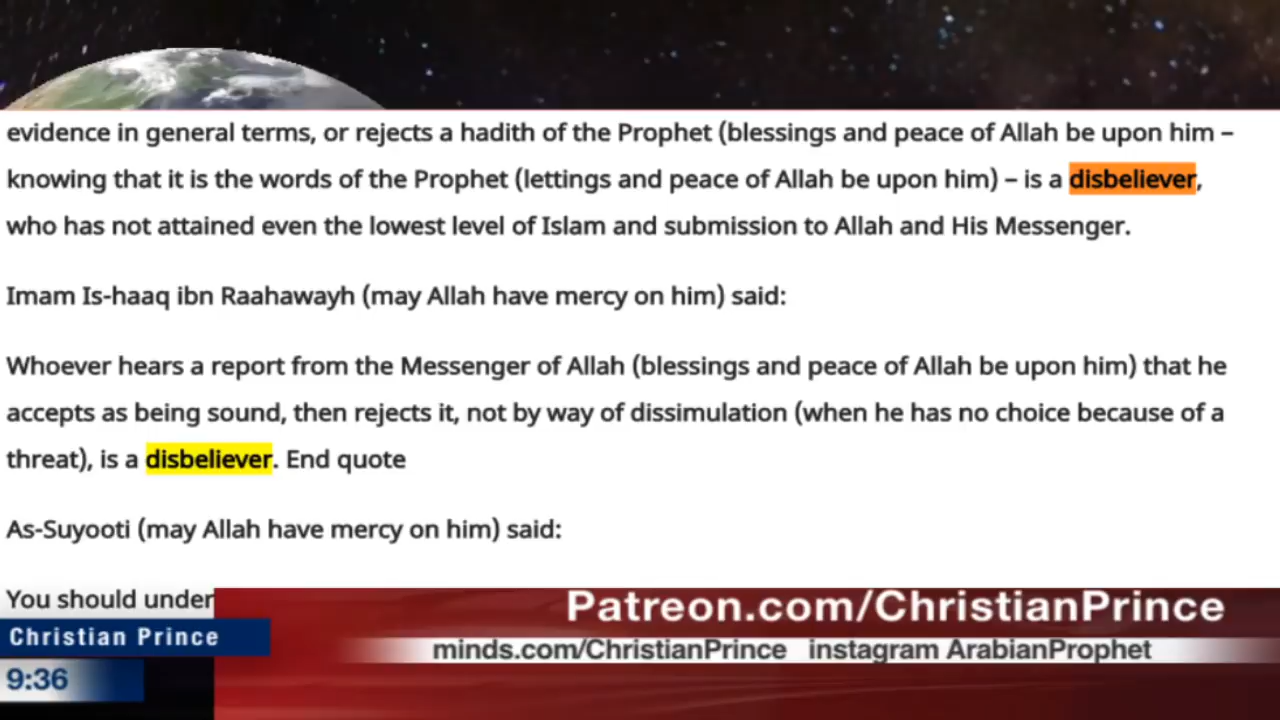 evidence in general terms, or rejects a hadith of the Prophet (blessings and peace of Allah be upon him –
knowing that it is the words of the Prophet (lettings and peace of Allah be upon him) – is a disbeliever,
who has not attained even the lowest level of Islam and submission to Allah and His Messenger.
Imam Is-haaq ibn Raahawayh (may Allah have mercy on him) said:
Whoever hears a report from the Messenger of Allah (blessings and peace of Allah be upon him) that he
accepts as being sound, then rejects it, not by way of dissimulation (when he has no choice because of a
threat), is a disbeliever. End quote
As-Suyooti (may Allah have mercy on him) said:
You should under
Patreon.com/ChristianPrince
Christian Prince
minds.com/ChristianPrince instagram ArabianProphet
9:36